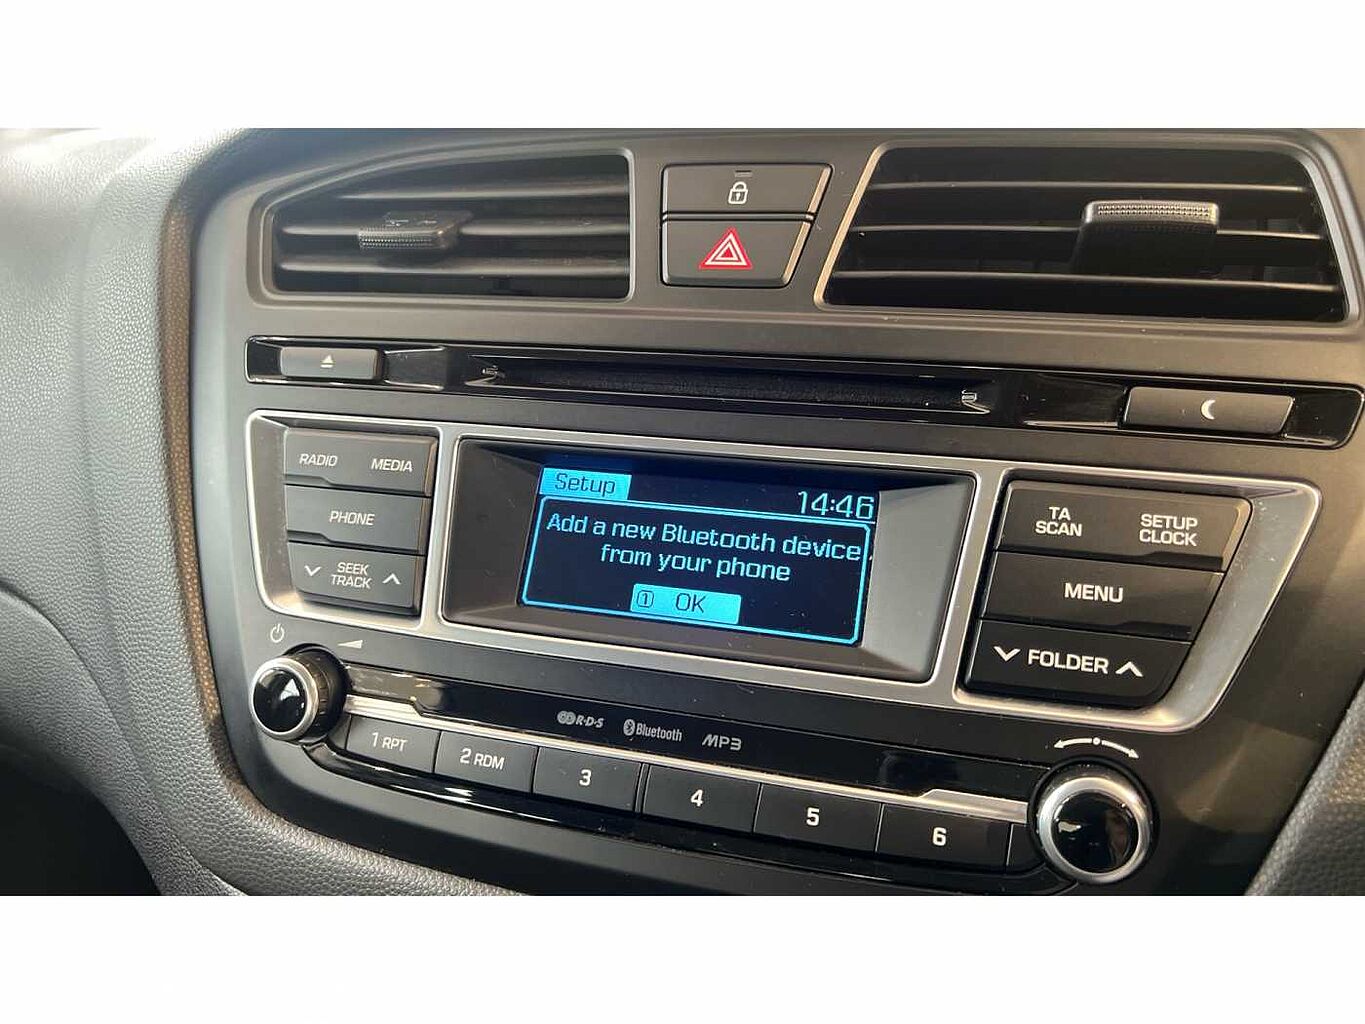 RADIO MEDIA
PHONE
SEEK
TRACK
Setup 14:46
Add a new Bluetooth device
from your phone
1 OK
TA
SCAN
SETUP
CLOCK
MENU
FOLDER
R·D·S Bluetooth MP3
1 RPT 2 RDM 3 4 5 6